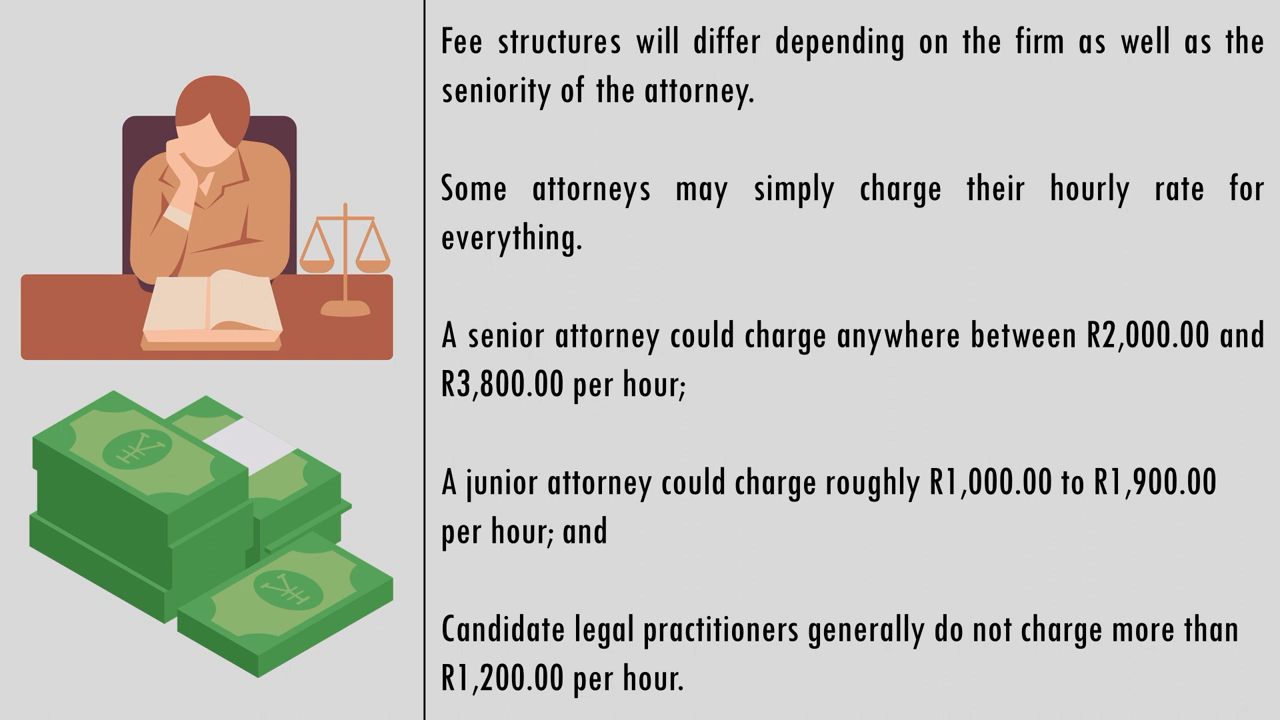 Fee structures will differ depending on the firm as well as the
seniority of the attorney.
Some attorneys may simply charge their hourly rate for
everything.
A senior attorney could charge anywhere between R2,000.00 and
R3,800.00 per hour;
A junior attorney could charge roughly R1,000.00 to R1,900.00
per hour; and
Candidate legal practitioners generally do not charge more than
R1,200.00 per hour.